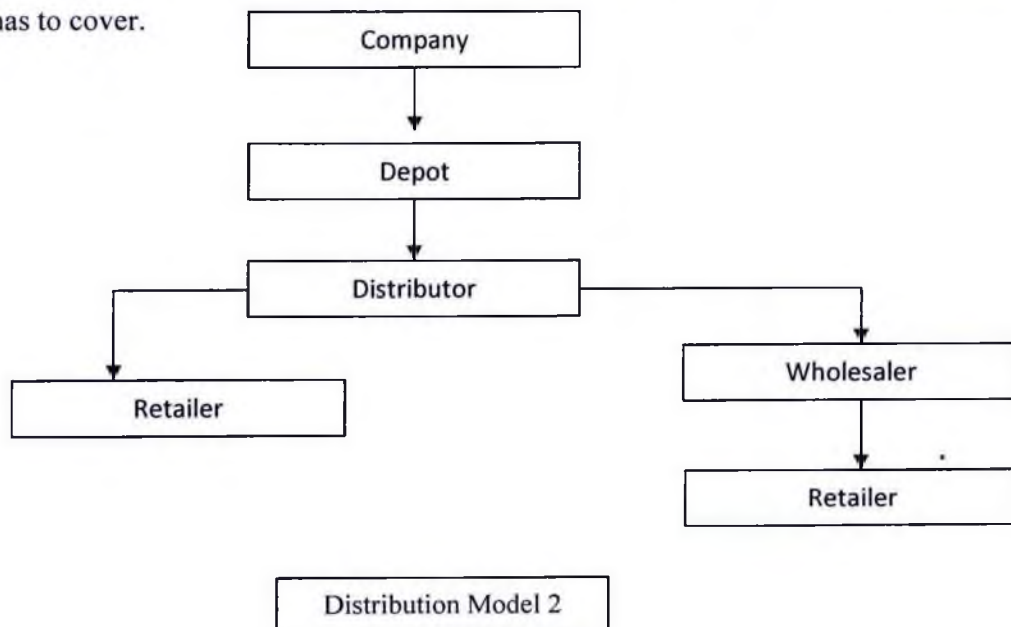 has to cover.
Company
Depot
Distributor
Wholesaler
Retailer
Retailer
Distribution Model 2